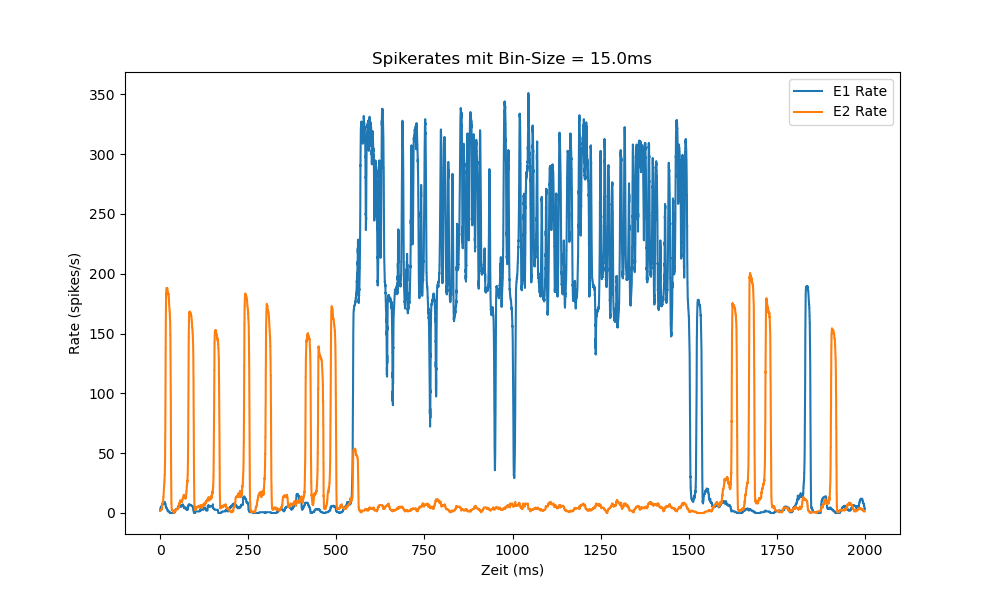 Spikerates mit Bin-Size = 15.0ms
E1 Rate
E2 Rate
350
300
250
200
150
100
50
0
Rate (spikes/s)
0 250 500 750 1000 1250 1500 1750 2000
Zeit (ms)